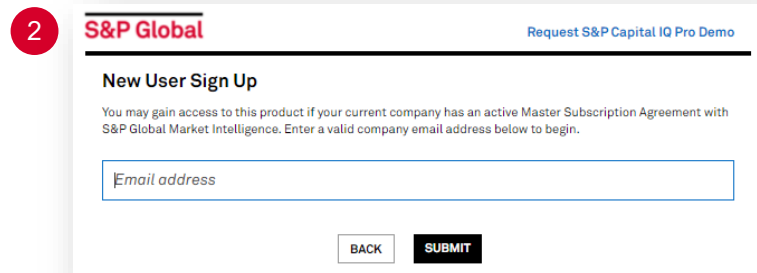 2
S&P Global
Request S&P Capital IQ Pro Demo
New User Sign Up
You may gain access to this product if your current company has an active Master Subscription Agreement with
S&P Global Market Intelligence. Enter a valid company email address below to begin.
Email address
BACK SUBMIT